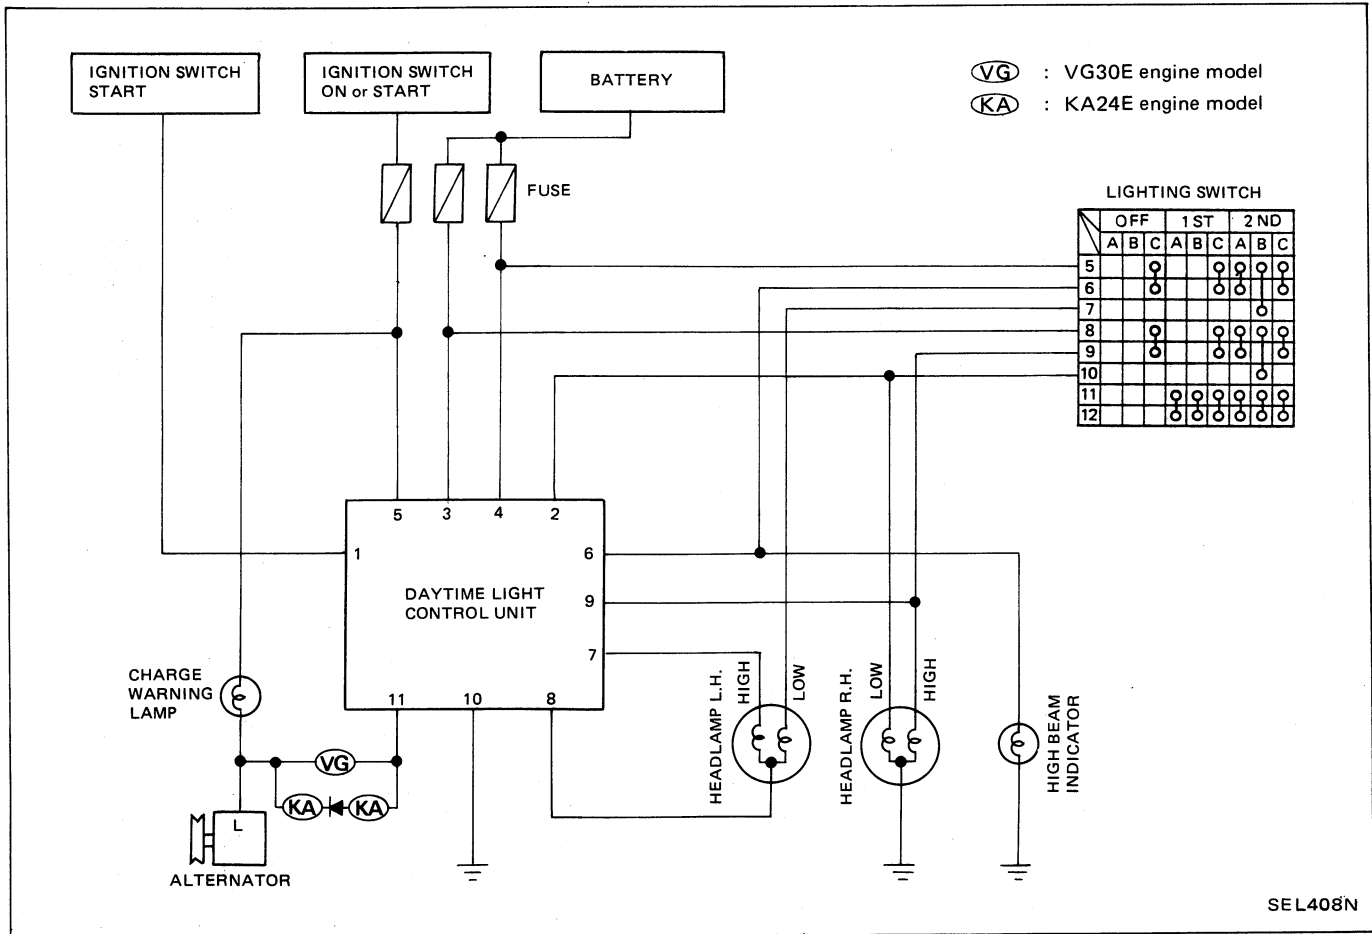 IGNITION SWITCH
START
IGNITION SWITCH
ON or START
BATTERY
VG : VG30E engine model
KA : KA24E engine model
FUSE
LIGHTING SWITCH
OFF 1ST 2ND
A B C A B C A B C
5
6
7
8
9
10
11
12
5 3 4 2
1
6
DAYTIME LIGHT
CONTROL UNIT
9
7
11 10 8
CHARGE
WARNING
LAMP
HEADLAMP L.H.
HIGH
LOW
HEADLAMP R.H.
LOW
HIGH
HIGH BEAM
INDICATOR
VG
KA KA
L
ALTERNATOR
SEL408N